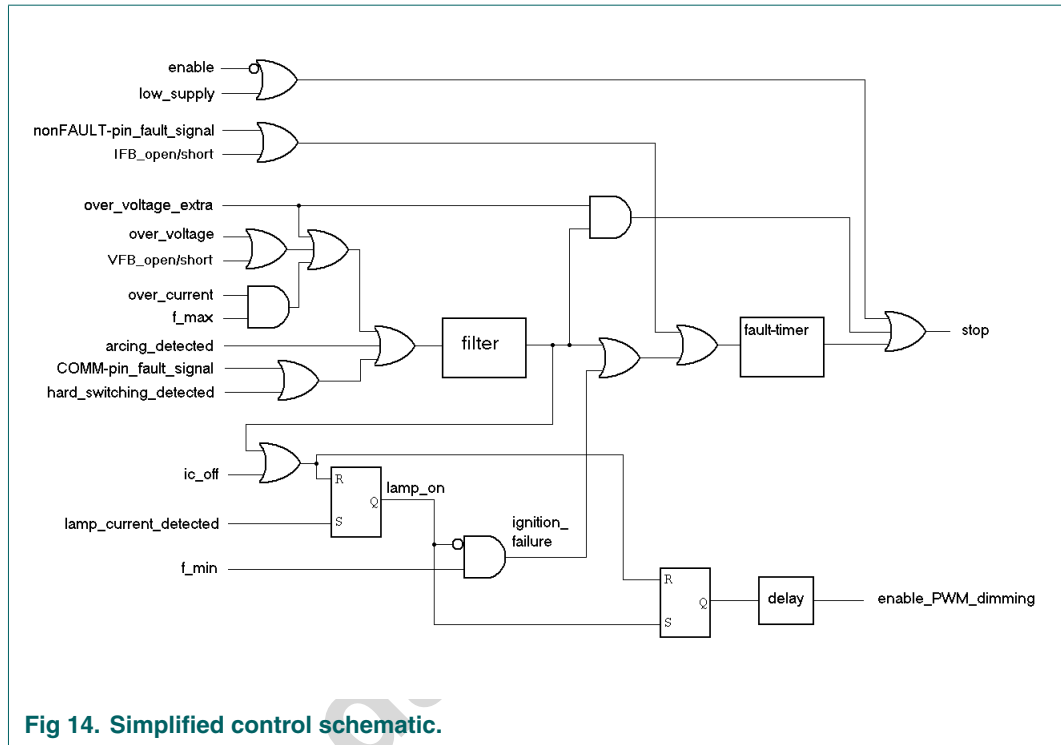 enable
low_supply
nonFAULT-pin_fault_signal
IFB_open/short
over_voltage_extra
over_voltage
VFB_open/short
over_current
f_max
arcing_detected
COMM-pin_fault_signal
hard_switching_detected
filter
fault-timer
stop
ic_off
R
Q
S
lamp_on
lamp_current_detected
ignition_
failure
f_min
R
Q
S
delay
enable_PWM_dimming
Fig 14. Simplified control schematic.